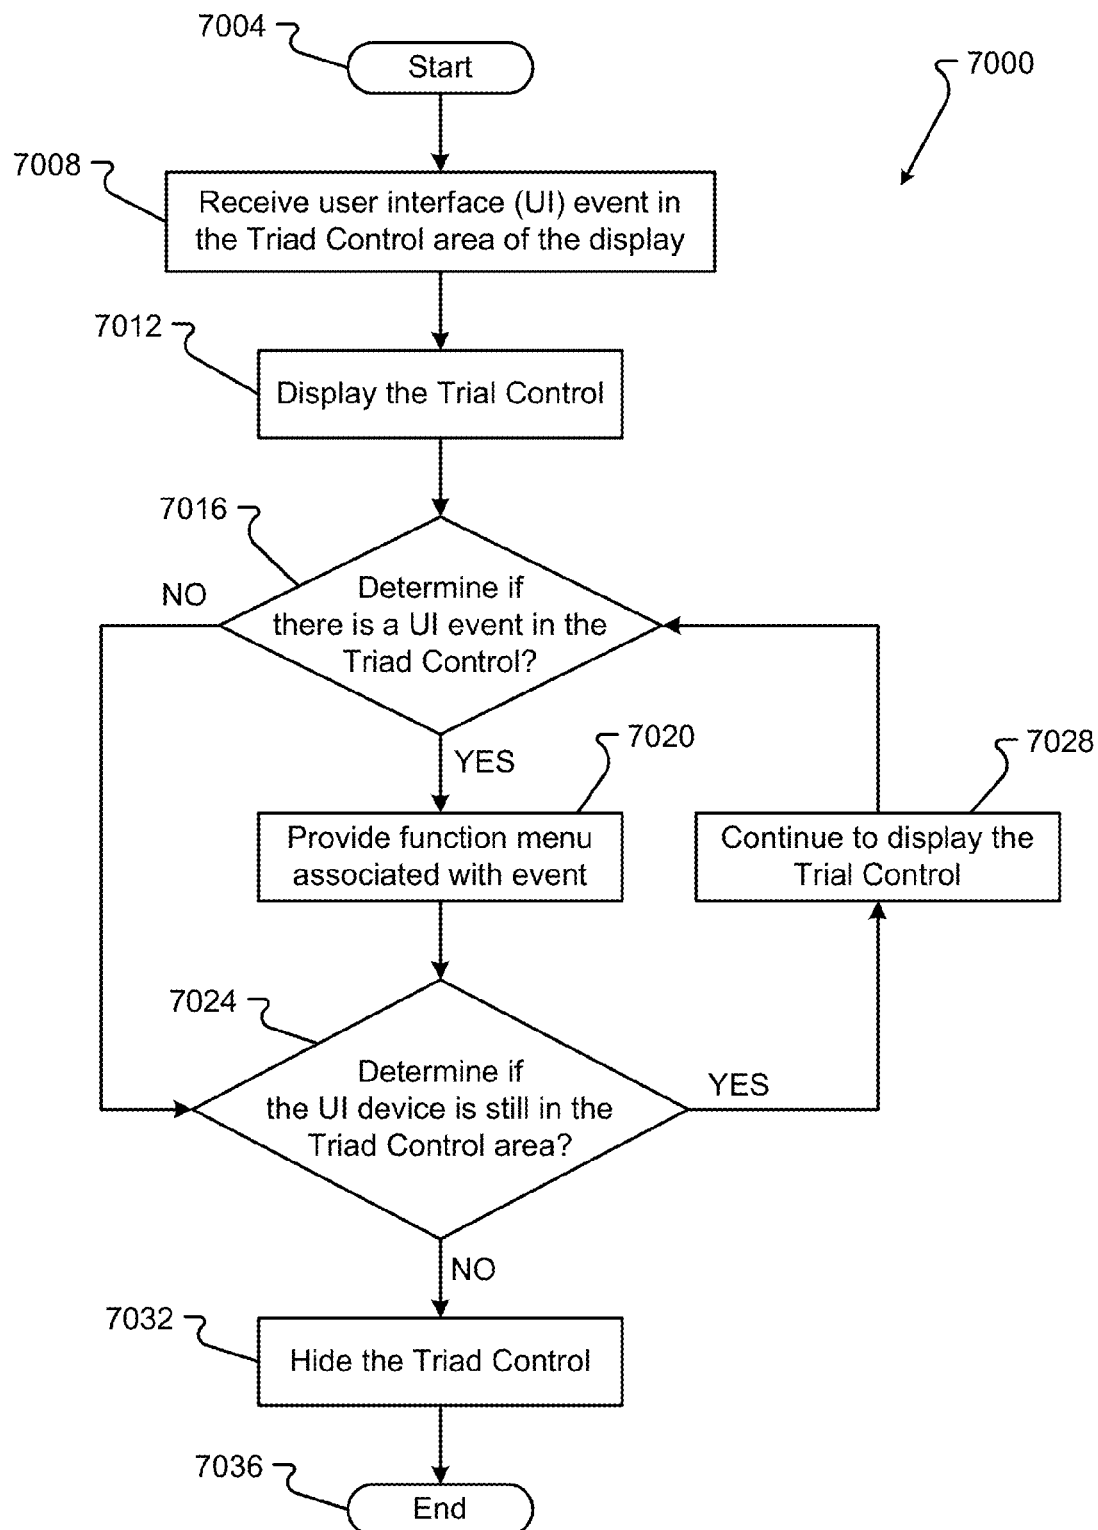 7004
Start
7000
7008
Receive user interface (UI) event in
the Triad Control area of the display
7012
Display the Trial Control
7016
NO
Determine if
there is a UI event in the
Triad Control?
YES
7020
7028
Provide function menu
associated with event
Continue to display the
Trial Control
7024
Determine if
the UI device is still in the
Triad Control area?
YES
NO
7032
Hide the Triad Control
7036
End